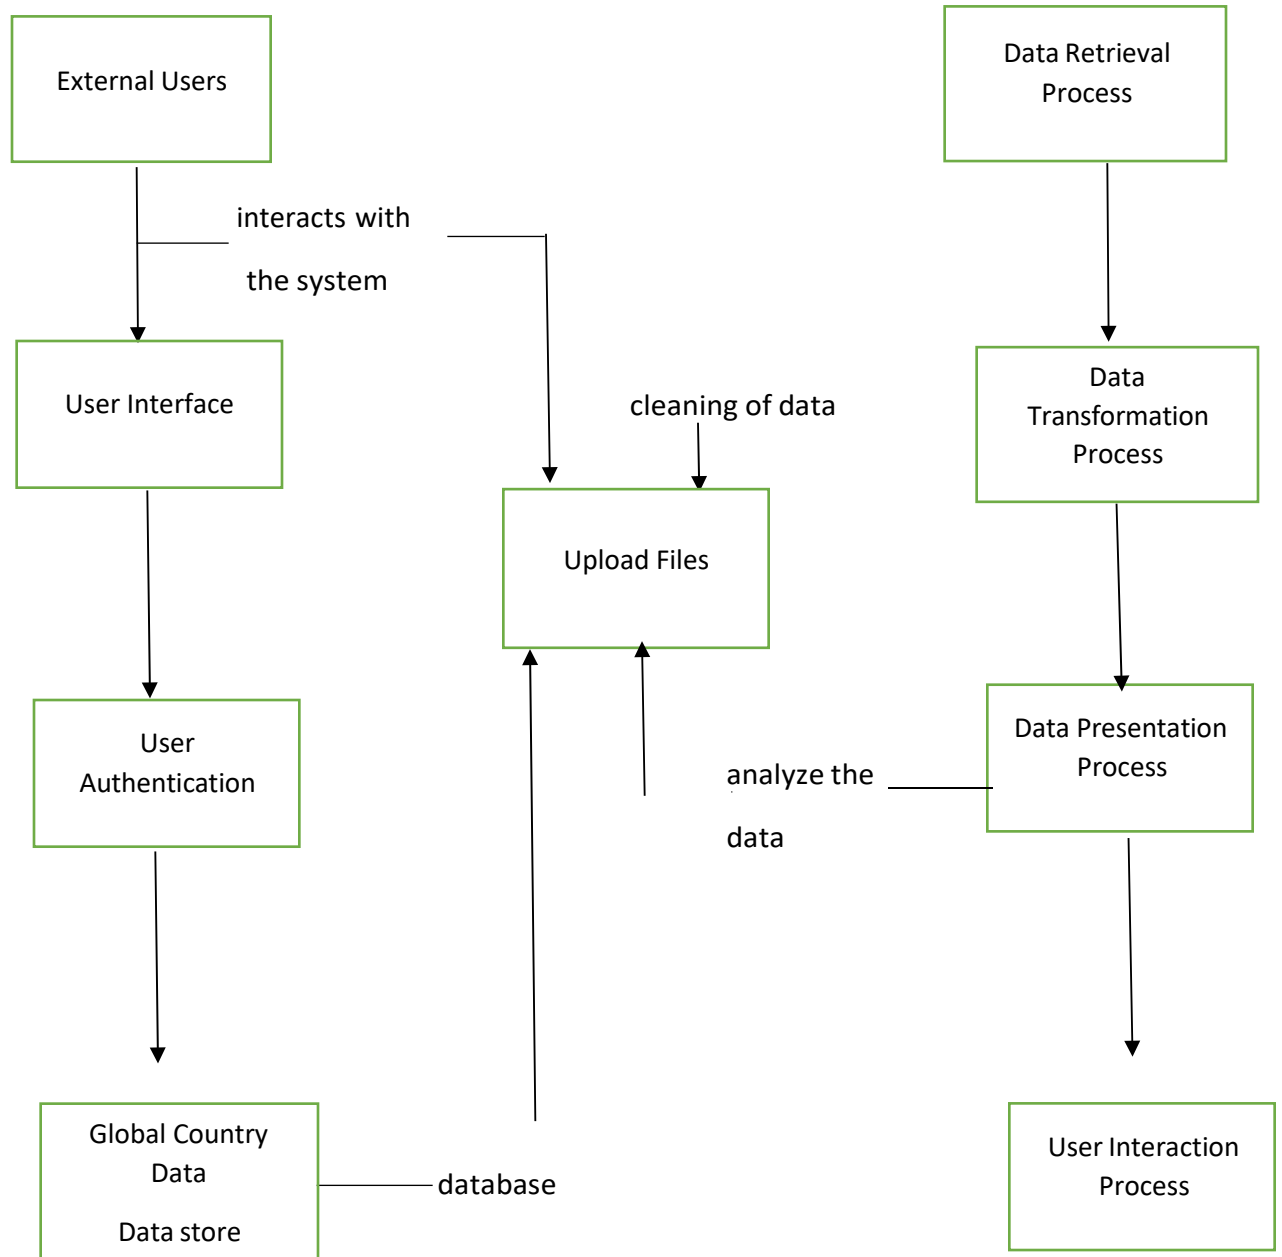 External Users
Data Retrieval
Process
interacts with
the system
User Interface
cleaning of data
Data
Transformation
Process
Upload Files
User
Authentication
Data Presentation
Process
analyze the
data
Global Country
Data
Data store
database
User Interaction
Process